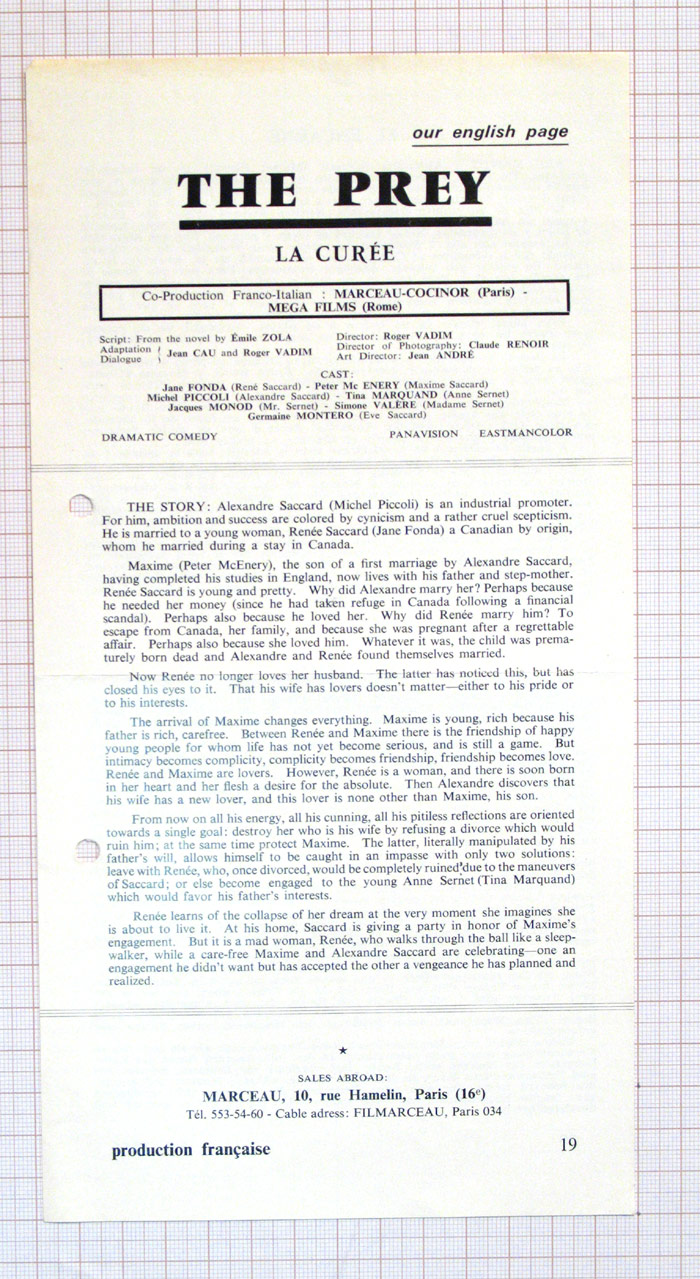 our english page
THE PREY
LA CURÉE
Co-Production Franco-Italian : MARCEAU-COCINOR (Paris) -
MEGA FILMS (Rome)
Script: From the novel by Émile ZOLA
Adaptation
Dialogue
Jean CAU and Roger VADIM
Director: Roger VADIM
Director of Photography: Claude RENOIR
Art Director: Jean ANDRÉ
CAST:
Jane FONDA (René Saccard) - Peter Mc ENERY (Maxime Saccard)
Michel PICCOLI (Alexandre Saccard) - Tina MARQUAND (Anne Sernet)
Jacques MONOD (Mr. Sernet) - Simone VALÈRE (Madame Sernet)
Germaine MONTERO (Eve Saccard)
DRAMATIC COMEDY PANAVISION EASTMANCOLOR
THE STORY: Alexandre Saccard (Michel Piccoli) is an industrial promoter.
For him, ambition and success are colored by cynicism and a rather cruel scepticism.
He is married to a young woman, Renée Saccard (Jane Fonda) a Canadian by origin,
whom he married during a stay in Canada.
Maxime (Peter McEnery), the son of a first marriage by Alexandre Saccard,
having completed his studies in England, now lives with his father and step-mother.
Renée Saccard is young and pretty. Why did Alexandre marry her? Perhaps because
he needed her money (since he had taken refuge in Canada following a financial
scandal). Perhaps also because he loved her. Why did Renée marry him? To
escape from Canada, her family, and because she was pregnant after a regrettable
affair. Perhaps also because she loved him. Whatever it was, the child was prema-
turely born dead and Alexandre and Renée found themselves married.
Now Renée no longer loves her husband. The latter has noticed this, but has
closed his eyes to it. That his wife has lovers doesn't matter—either to his pride or
to his interests.
The arrival of Maxime changes everything. Maxime is young, rich because his
father is rich, carefree. Between Renée and Maxime there is the friendship of happy
young people for whom life has not yet become serious, and is still a game. But
intimacy becomes complicity, complicity becomes friendship, friendship becomes love.
Renée and Maxime are lovers. However, Renée is a woman, and there is soon born
in her heart and her flesh a desire for the absolute. Then Alexandre discovers that
his wife has a new lover, and this lover is none other than Maxime, his son.
From now on all his energy, all his cunning, all his pitiless reflections are oriented
towards a single goal: destroy her who is his wife by refusing a divorce which would
ruin him; at the same time protect Maxime. The latter, literally manipulated by his
father's will, allows himself to be caught in an impasse with only two solutions:
leave with Renée, who, once divorced, would be completely ruined'due to the maneuvers
of Saccard; or else become engaged to the young Anne Sernet (Tina Marquand)
which would favor his father's interests.
Renée learns of the collapse of her dream at the very moment she imagines she
is about to live it. At his home, Saccard is giving a party in honor of Maxime's
engagement. But it is a mad woman, Renée, who walks through the ball like a sleep-
walker, while a care-free Maxime and Alexandre Saccard are celebrating—one an
engagement he didn't want but has accepted the other a vengeance he has planned and
realized.
★
SALES ABROAD:
MARCEAU, 10, rue Hamelin, Paris (16e)
Tél. 553-54-60 - Cable adress: FILMARCEAU, Paris 034
production française 19